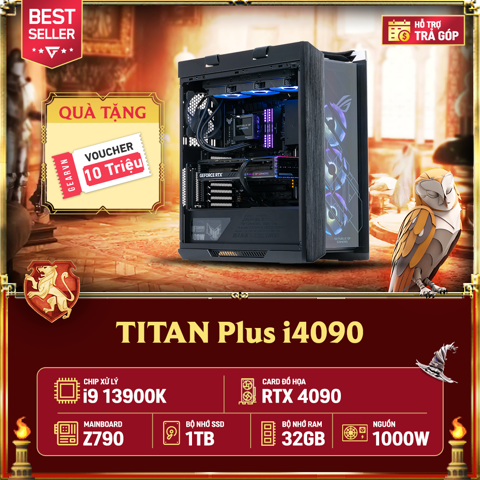 BEST
SELLER
HỖ TRỢ
TRẢ GÓP
QUÀ TẶNG
GEARVN
VOUCHER
10 Triệu
GEFORCE RTX
TITAN Plus i4090
CHIP XỬ LÝ
i9 13900K
CARD ĐỒ HỌA
RTX 4090
MAINBOARD
Z790
BỘ NHỚ SSD
1TB
BỘ NHỚ RAM
32GB
NGUỒN
1000W